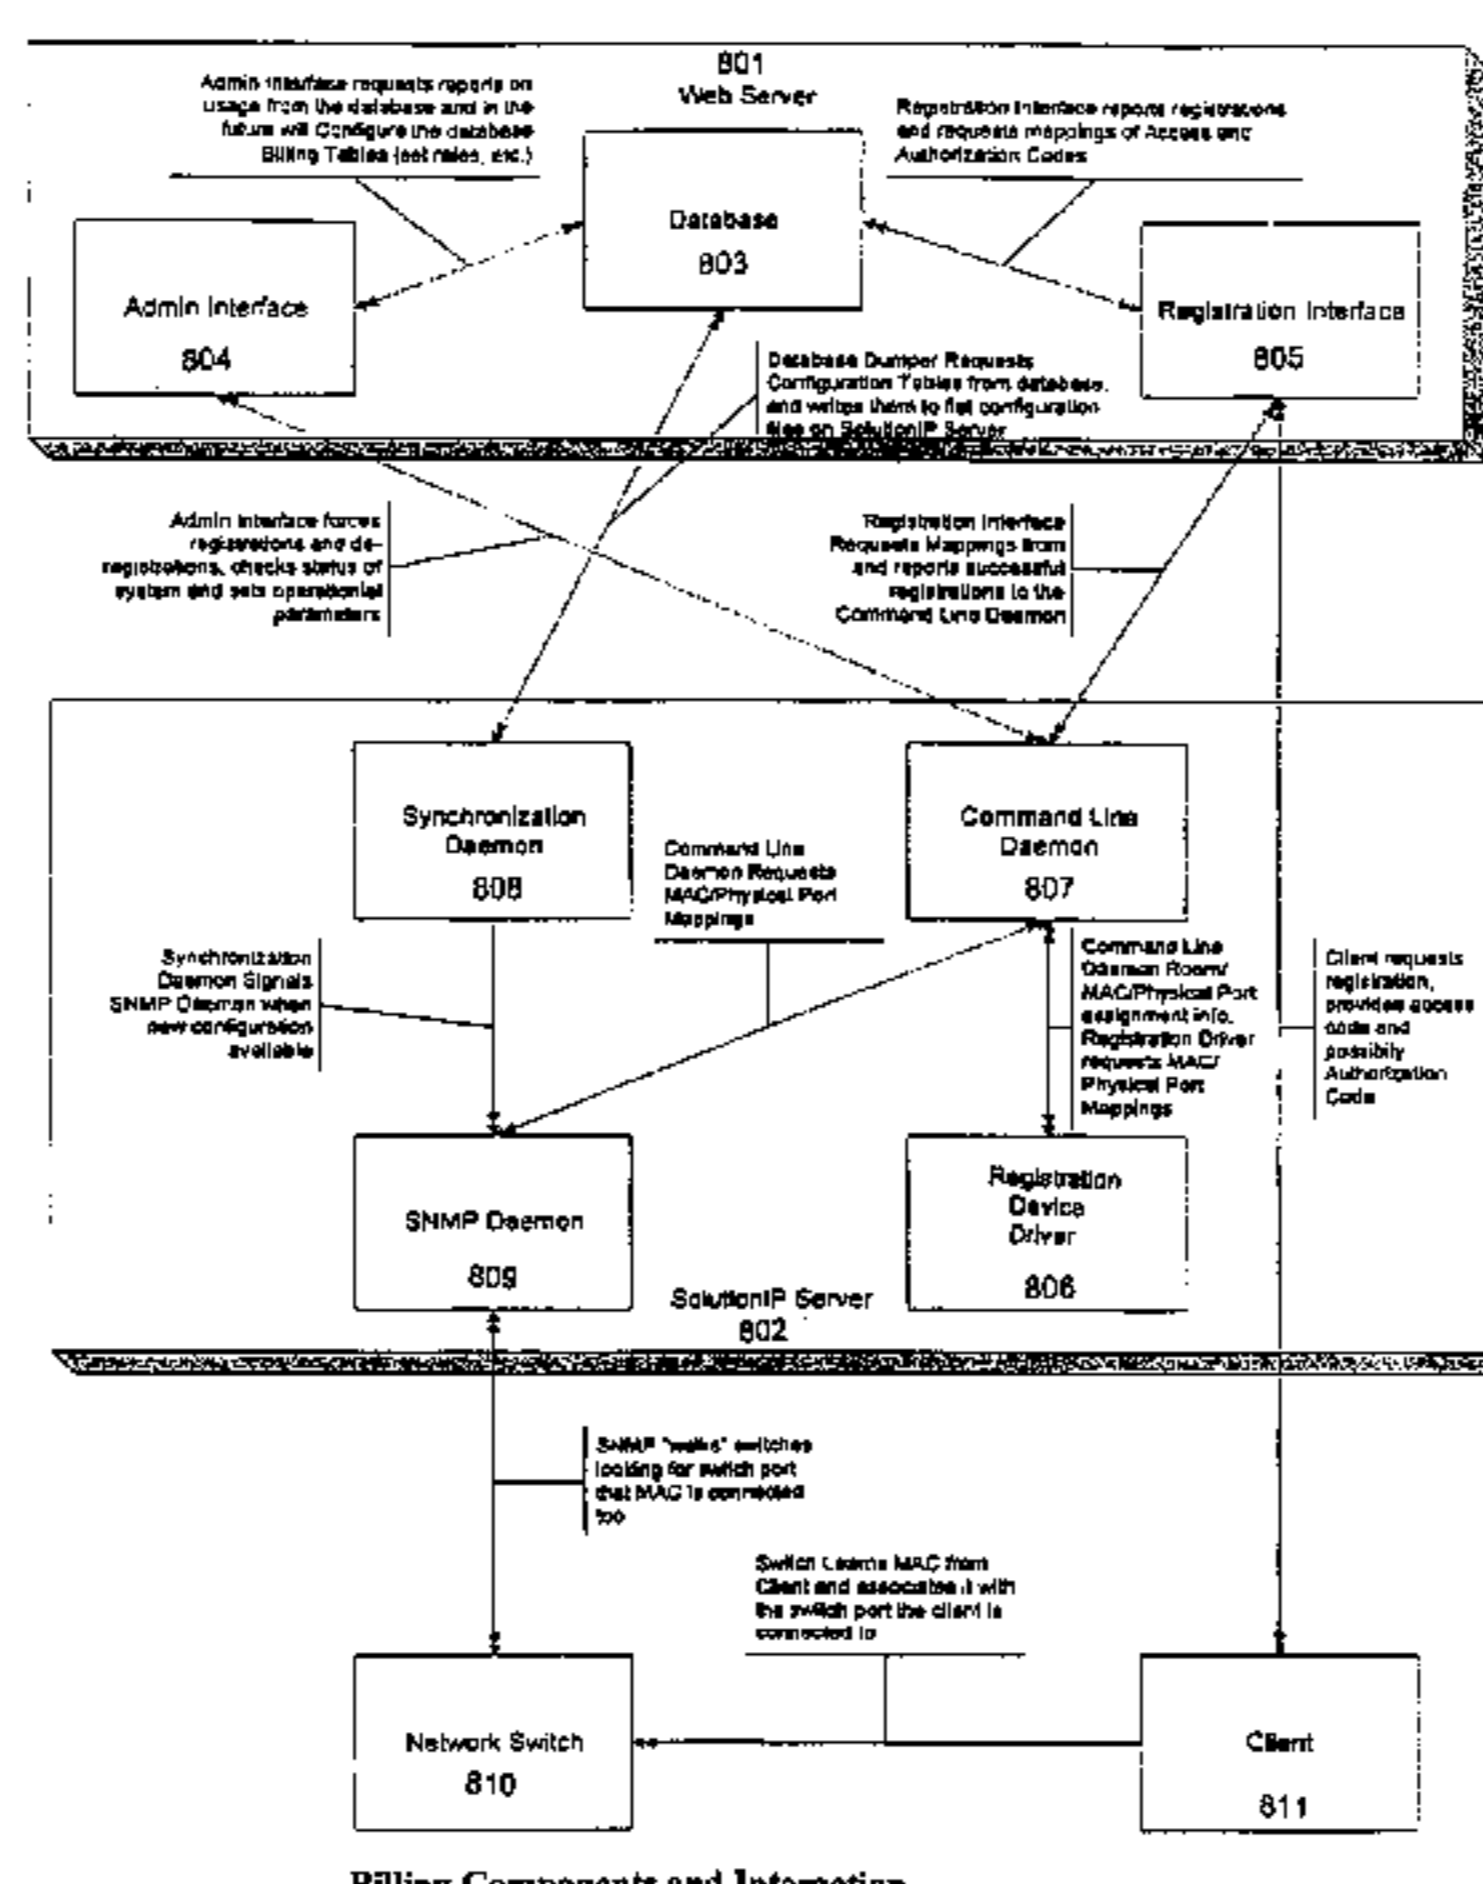 801
Web Server
Admin Interface requests reports on
usage from the database and in the
future will Configure the database
Billing Tables (set rates, etc.)
Registration Interface reports registrations
and requests mappings of Access and
Authorization Codes
Database
803
Admin Interface
804
Registration Interface
805
Database Dumper Requests
Configuration Tables from database,
and writes them to flat configuration
files on SolutionIP Server
Admin Interface forces
registrations and de-
registrations, checks status of
system and sets operational
parameters
Registration Interface
Requests Mappings from
and reports successful
registrations to the
Command Line Daemon
Synchronization
Daemon
808
Command Line
Daemon
807
Command Line
Daemon Requests
MAC/Physical Port
Mappings
Synchronization
Daemon Signals
SNMP Daemon when
new configuration
available
Command Line
Daemon Room/
MAC/Physical Port
assignment info.
Registration Driver
requests MAC/
Physical Port
Mappings
Client requests
registration,
provides access
code and
possibily
Authorization
Code
SNMP Daemon
809
Registration
Device
Driver
806
SolutionIP Server
802
SNMP "walks" switches
looking for switch port
that MAC is connected
too
Switch Learns MAC from
Client and associates it with
the switch port the client is
connected to
Network Switch
810
Client
811
Billing Components and Interaction